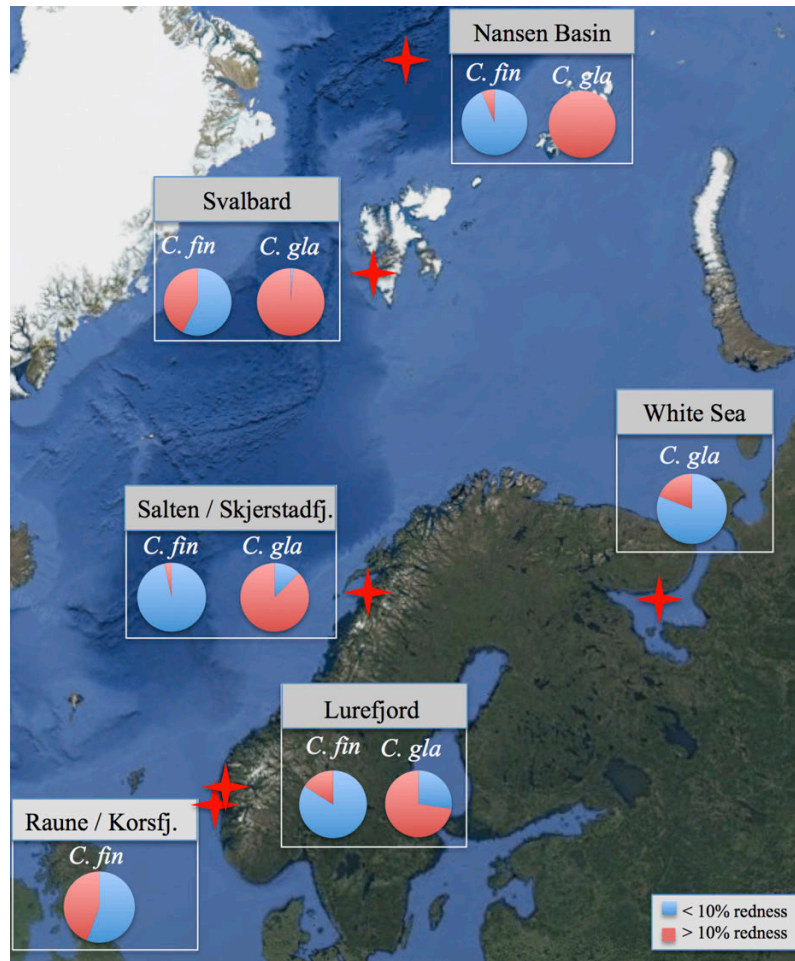 Nansen Basin
C. fin C. gla
Svalbard
C. fin C. gla
White Sea
C. gla
Salten / Skjerstadfj.
C. fin C. gla
Lurefjord
C. fin C. gla
Raune / Korsfj.
C. fin
< 10% redness
> 10% redness